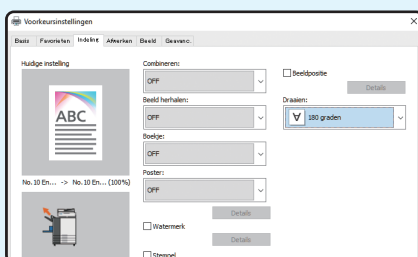 Voorkeursinstellingen
Basis Favorieten Indeling Afwerken Beeld Geavanc.
Huidige instelling
ABC
No. 10 En... -> No. 10 En... (100%)
Combineren:
OFF
Beeld herhalen:
OFF
Boekje:
OFF
Poster:
OFF
Details
Watermerk
Details
Stempel
Beeldpositie
Details
Draaien:
180 graden